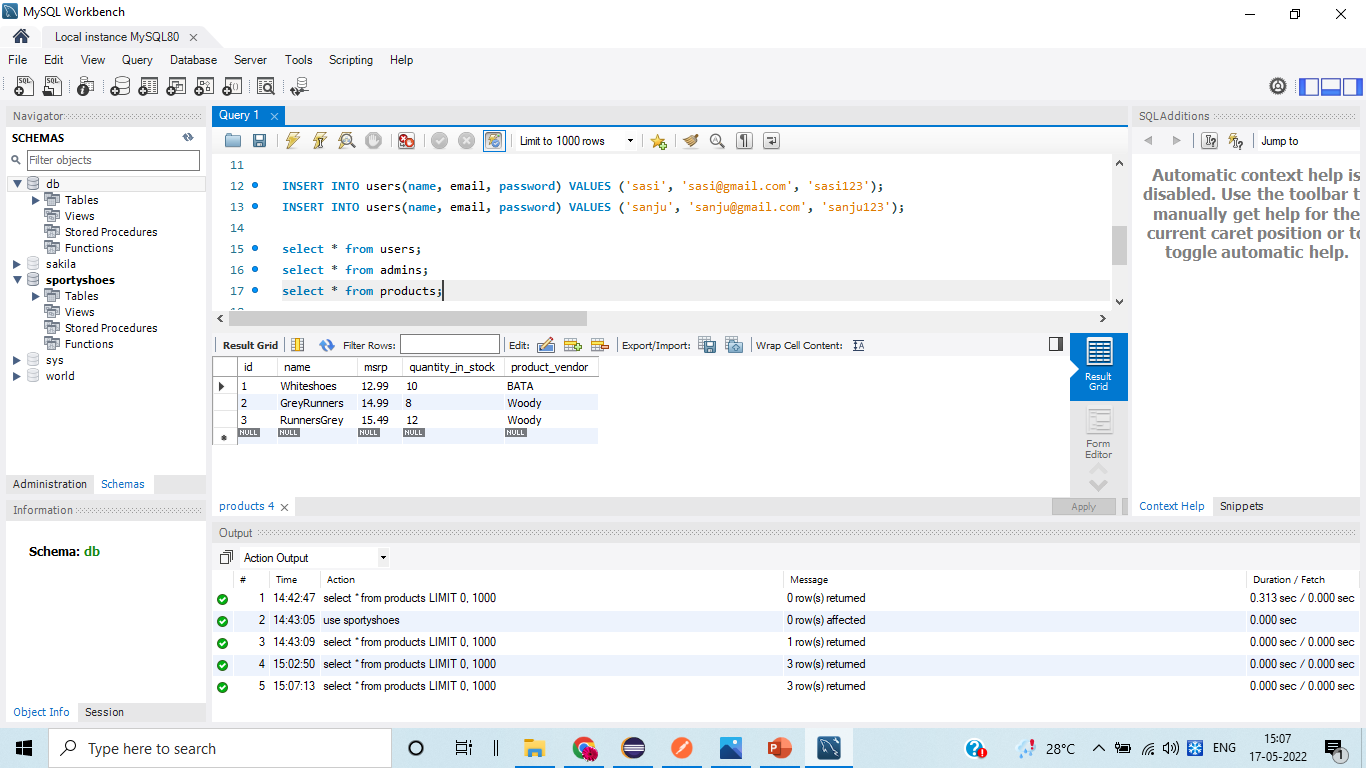 MySQL Workbench
Local instance MySQL80
File Edit View Query Database Server Tools Scripting Help
Navigator
SCHEMAS
Filter objects
db
Tables
Views
Stored Procedures
Functions
sakila
sportyshoes
Tables
Views
Stored Procedures
Functions
sys
world
Administration Schemas
Information
Schema: db
Object Info Session
Query 1
Limit to 1000 rows
11
12 INSERT INTO users(name, email, password) VALUES ('sasi', 'sasi@gmail.com', 'sasi123');
13 INSERT INTO users(name, email, password) VALUES ('sanju', 'sanju@gmail.com', 'sanju123');
14
15 select * from users;
16 select * from admins;
17 select * from products;
Result Grid Filter Rows: Edit: Export/Import: Wrap Cell Content:
id name msrp quantity_in_stock product_vendor
1 Whiteshoes 12.99 10 BATA
2 GreyRunners 14.99 8 Woody
3 RunnersGrey 15.49 12 Woody
NULL NULL NULL NULL NULL
Result
Grid
Form
Editor
products 4
Apply
SQLAdditions
Jump to
Automatic context help is
disabled. Use the toolbar
manually get help for the
current caret position or
toggle automatic help.
Context Help Snippets
Output
Action Output
# Time Action Message Duration / Fetch
1 14:42:47 select * from products LIMIT 0, 1000 0 row(s) returned 0.313 sec / 0.000 sec
2 14:43:05 use sportyshoes 0 row(s) affected 0.000 sec
3 14:43:09 select * from products LIMIT 0, 1000 1 row(s) returned 0.000 sec / 0.000 sec
4 15:02:50 select * from products LIMIT 0, 1000 3 row(s) returned 0.000 sec / 0.000 sec
5 15:07:13 select * from products LIMIT 0, 1000 3 row(s) returned 0.000 sec / 0.000 sec
Type here to search
28°C
ENG
15:07
17-05-2022
1